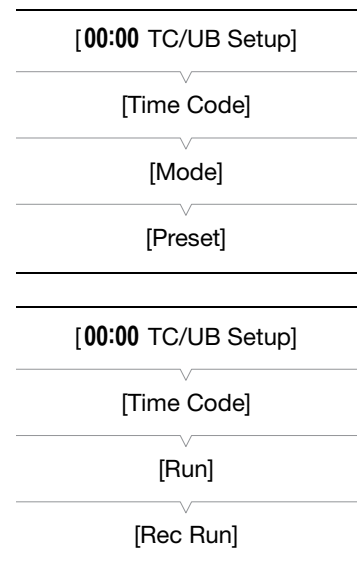 [00:00 TC/UB Setup]
[Time Code]
[Mode]
[Preset]
[00:00 TC/UB Setup]
[Time Code]
[Run]
[Rec Run]